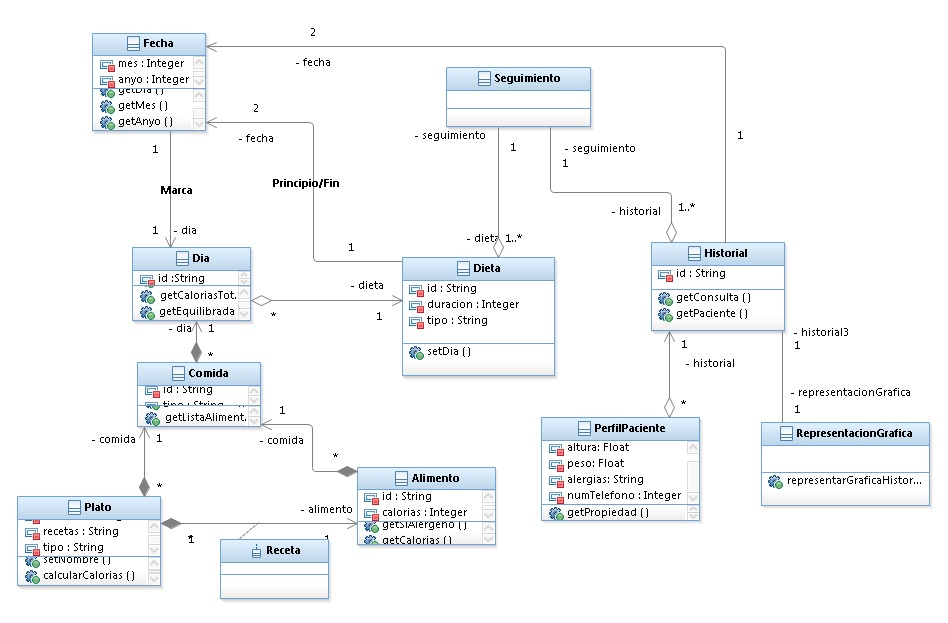 Fecha
mes : Integer
anyo : Integer
getDia ()
getMes ()
getAnyo ()
2
- fecha
2
- fecha
1
Marca
1
- dia
Principio/Fin
1
Seguimiento
- seguimiento
1
- seguimiento
1
- dieta
1..*
- historial
1..*
1
Dia
id :String
getCaloriasTot.
getEquilibrada
- dieta
*
1
- dia
1
*
Dieta
id : String
duracion : Integer
tipo : String
setDia ()
Historial
id : String
getConsulta ()
getPaciente ()
- historial3
1
1
- historial
*
- representacionGrafica
1
Comida
id : String
tipo : String
getListaAliment.
1
- comida
*
- comida
1
*
PerfilPaciente
altura: Float
peso: Float
alergias: String
numTelefono : Integer
getPropiedad ()
RepresentacionGrafica
representarGraficaHistor...
Alimento
id : String
calorias : Integer
getSiAlergeno ()
getCalorias ()
Plato
recetas : String
tipo : String
setNombre ()
calcularCalorias ()
- alimento
1
Receta